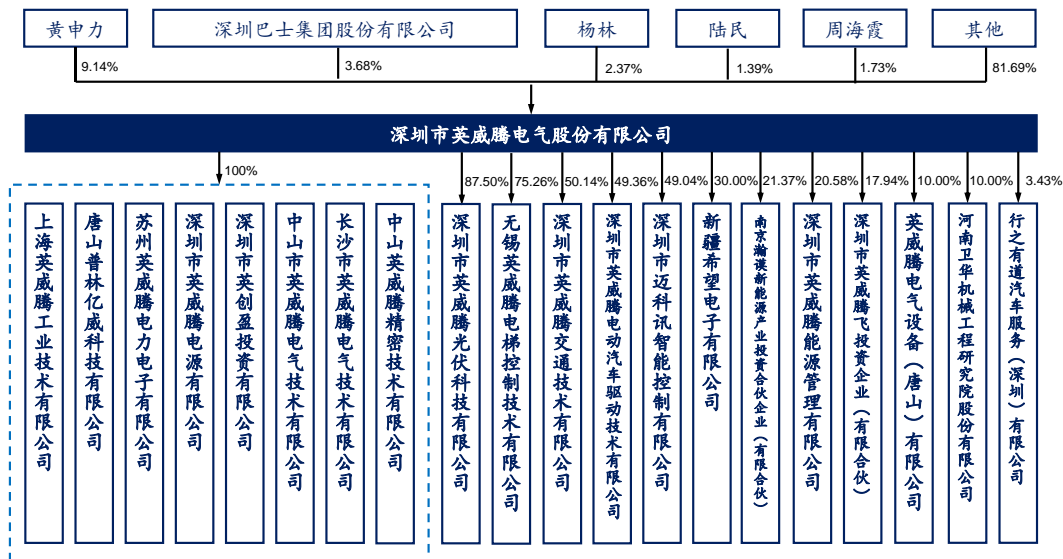 黄申力
深圳巴士集团股份有限公司
杨林
陆民
周海霞
其他
9.14%
3.68%
2.37%
1.39%
1.73%
81.69%
深圳市英威腾电气股份有限公司
100%
87.50%
75.26%
50.14%
49.36%
49.04%
30.00%
21.37%
20.58%
17.94%
10.00%
10.00%
3.43%
上海英威腾工业技术有限公司
唐山普林亿威科技有限公司
苏州英威腾电力电子有限公司
深圳市英威腾电源有限公司
深圳市英创盈投资有限公司
中山市英威腾电气技术有限公司
长沙市英威腾电气技术有限公司
中山英威腾精密技术有限公司
深圳市英威腾光伏科技有限公司
无锡英威腾电梯控制技术有限公司
深圳市英威腾交通技术有限公司
深圳市英威腾电动汽车驱动技术有限公司
深圳市迈科讯智能控制有限公司
新疆希望电子有限公司
南京瀚谟新能源产业投资合伙企业（有限合伙）
深圳市英威腾能源管理有限公司
深圳市英威腾飞投资企业（有限合伙）
英威腾电气设备（唐山）有限公司
河南卫华机械工程研究院股份有限公司
行之有道汽车服务（深圳）有限公司